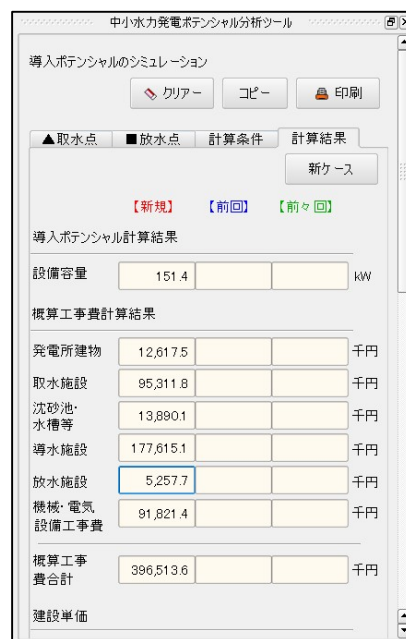 中小水力発電ポテンシャル分析ツール
導入ポテンシャルのシミュレーション
クリアー コピー 印刷
▲取水点 ■放水点 計算条件 計算結果
新ケース
【新規】 【前回】 【前々回】
導入ポテンシャル計算結果
設備容量 151.4 kW
概算工事費計算結果
発電所建物 12,617.5 千円
取水施設 95,311.8 千円
沈砂池・
水槽等 13,890.1 千円
導水施設 177,615.1 千円
放水施設 5,257.7 千円
機械・電気
設備工事費 91,821.4 千円
概算工事
費合計 396,513.6 千円
建設単価